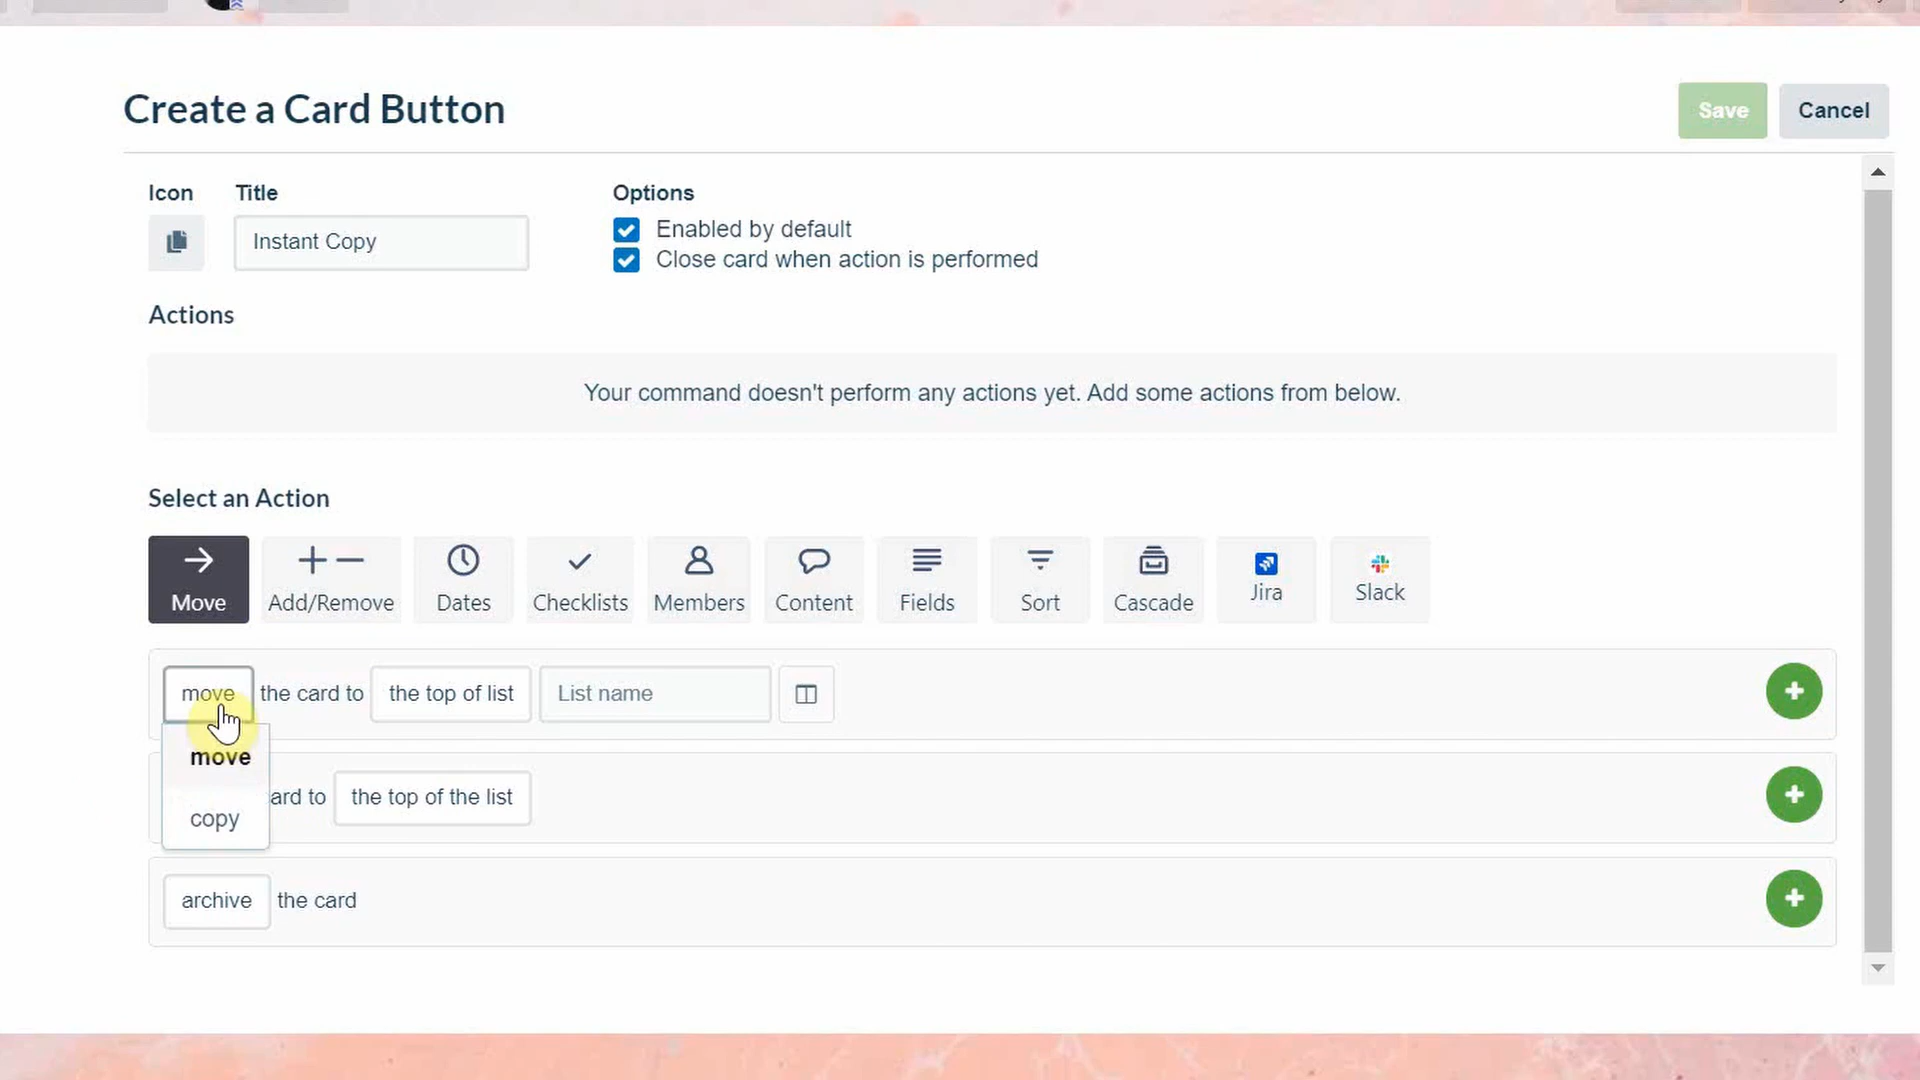 Create a Card Button
Save
Cancel
Icon
Title
Options
Instant Copy
Enabled by default
Close card when action is performed
Actions
Your command doesn't perform any actions yet. Add some actions from below.
Select an Action
Move
Add/Remove
Dates
Checklists
Members
Content
Fields
Sort
Cascade
Jira
Slack
move the card to the top of list List name
move
ard to the top of the list
copy
archive the card